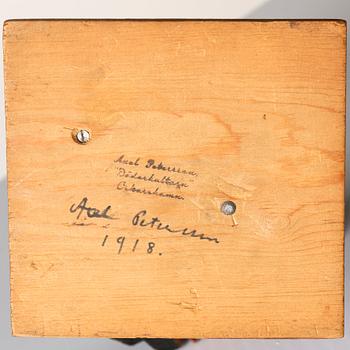 Axel Petersson,
"Döderhultarn"
Oskarshamn.
Axel Petersson
1918.